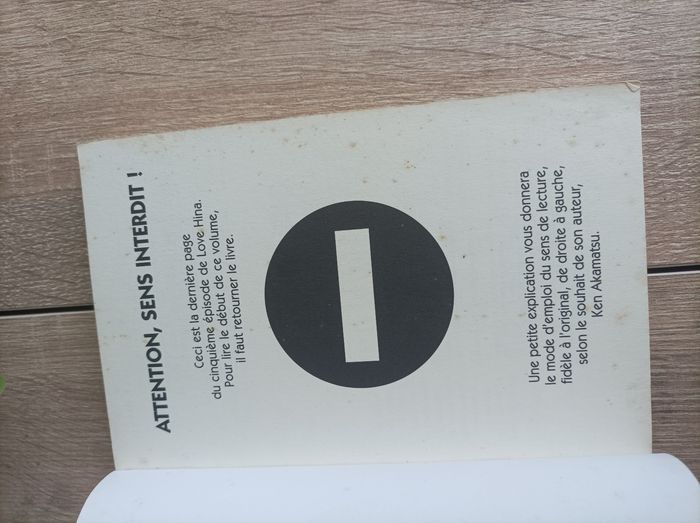 ATTENTION, SENS INTERDIT !
Ceci est la dernière page
du cinquième épisode de Love Hina.
Pour lire le début de ce volume,
il faut retourner le livre.
Une petite explication vous donnera
le mode d'emploi du sens de lecture,
fidèle à l'original, de droite à gauche,
selon le souhait de son auteur,
Ken Akamatsu.